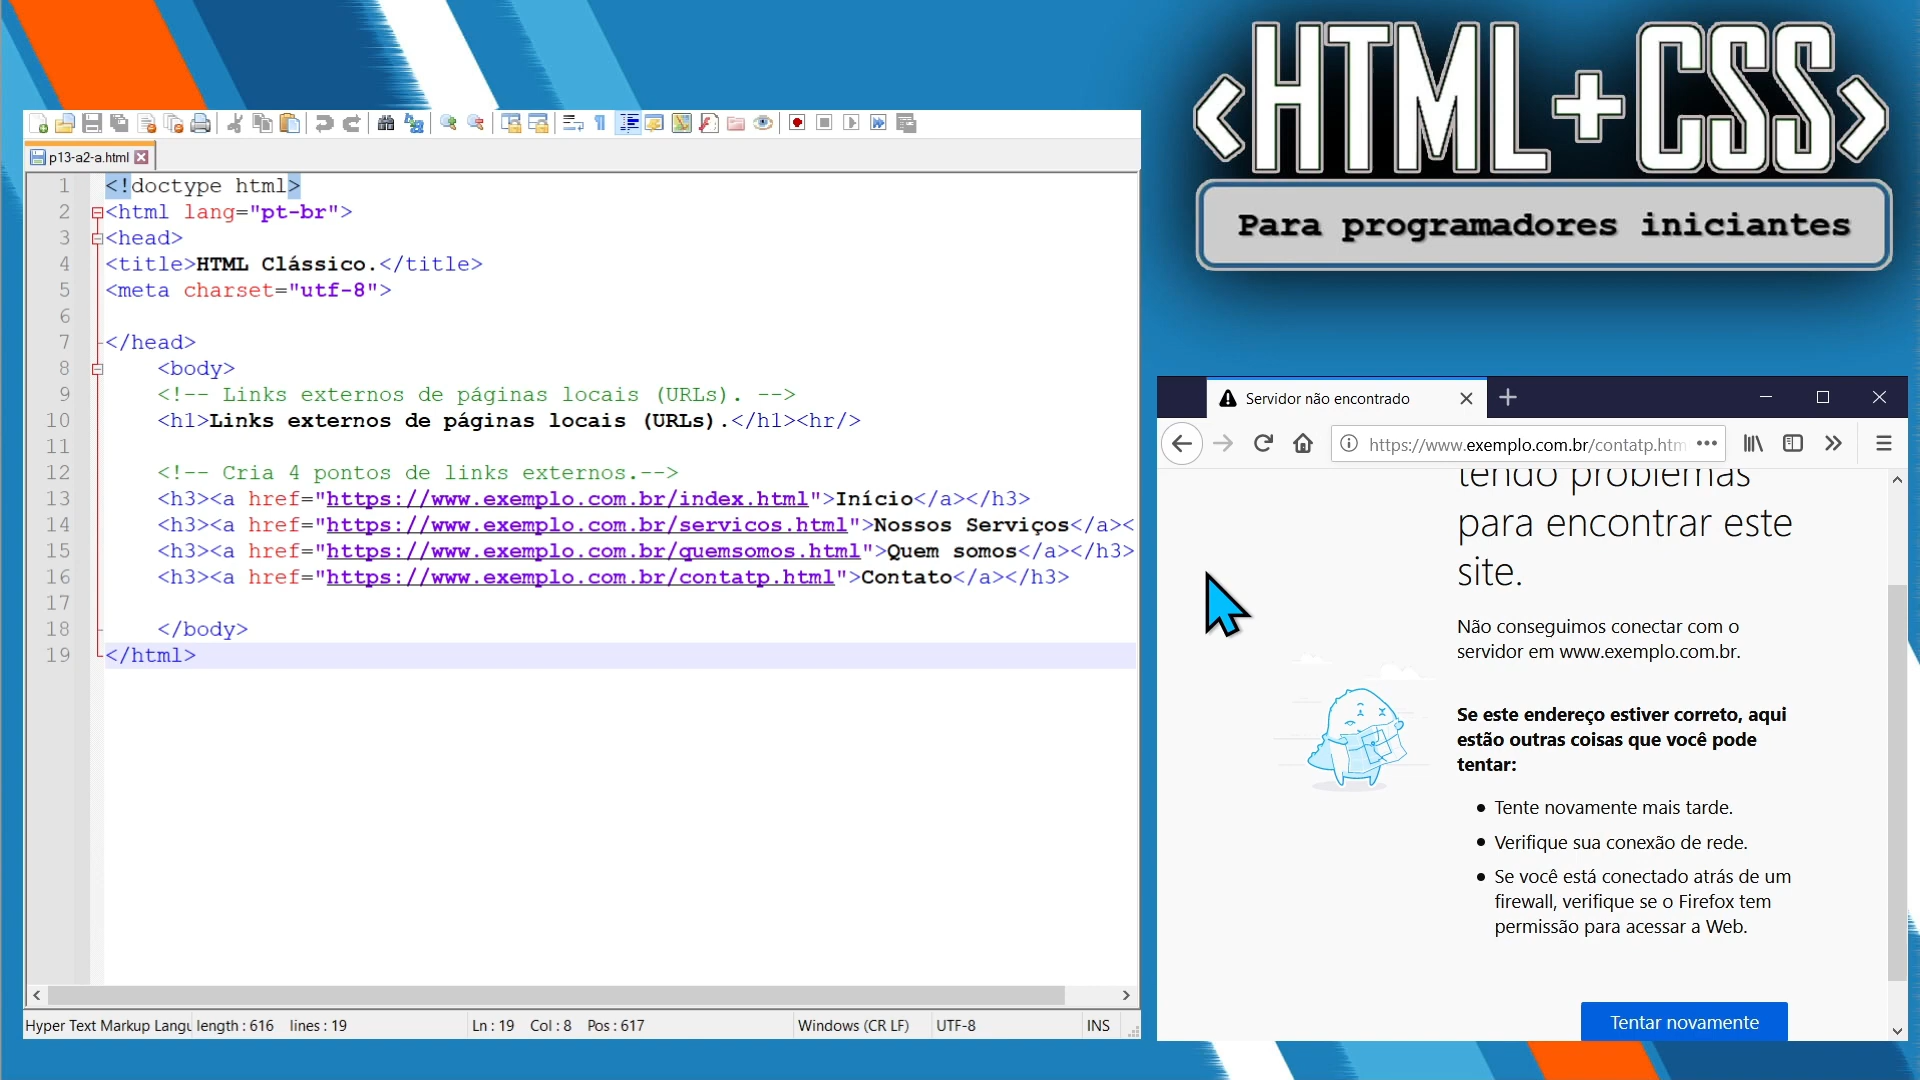 <HTML+CSS>
Para programadores iniciantes
p13-a2-a.html
1 <!doctype html>
2 <html lang="pt-br">
3 <head>
4 <title>HTML Clássico.</title>
5 <meta charset="utf-8">
6
7 </head>
8 <body>
9 <!-- Links externos de páginas locais (URLs). -->
10 <h1>Links externos de páginas locais (URLs).</h1><hr/>
11
12 <!-- Cria 4 pontos de links externos.-->
13 <h3><a href="https://www.exemplo.com.br/index.html">Início</a></h3>
14 <h3><a href="https://www.exemplo.com.br/servicos.html">Nossos Serviços</a><
15 <h3><a href="https://www.exemplo.com.br/quemsomos.html">Quem somos</a></h3>
16 <h3><a href="https://www.exemplo.com.br/contatp.html">Contato</a></h3>
17
18 </body>
19 </html>
Hyper Text Markup Langu length : 616 lines : 19 Ln : 19 Col : 8 Pos : 617 Windows (CR LF) UTF-8 INS
Servidor não encontrado
https://www.exemplo.com.br/contatp.htm
tendo problemas
para encontrar este
site.
Não conseguimos conectar com o
servidor em www.exemplo.com.br.
Se este endereço estiver correto, aqui
estão outras coisas que você pode
tentar:
• Tente novamente mais tarde.
• Verifique sua conexão de rede.
• Se você está conectado atrás de um
firewall, verifique se o Firefox tem
permissão para acessar a Web.
Tentar novamente